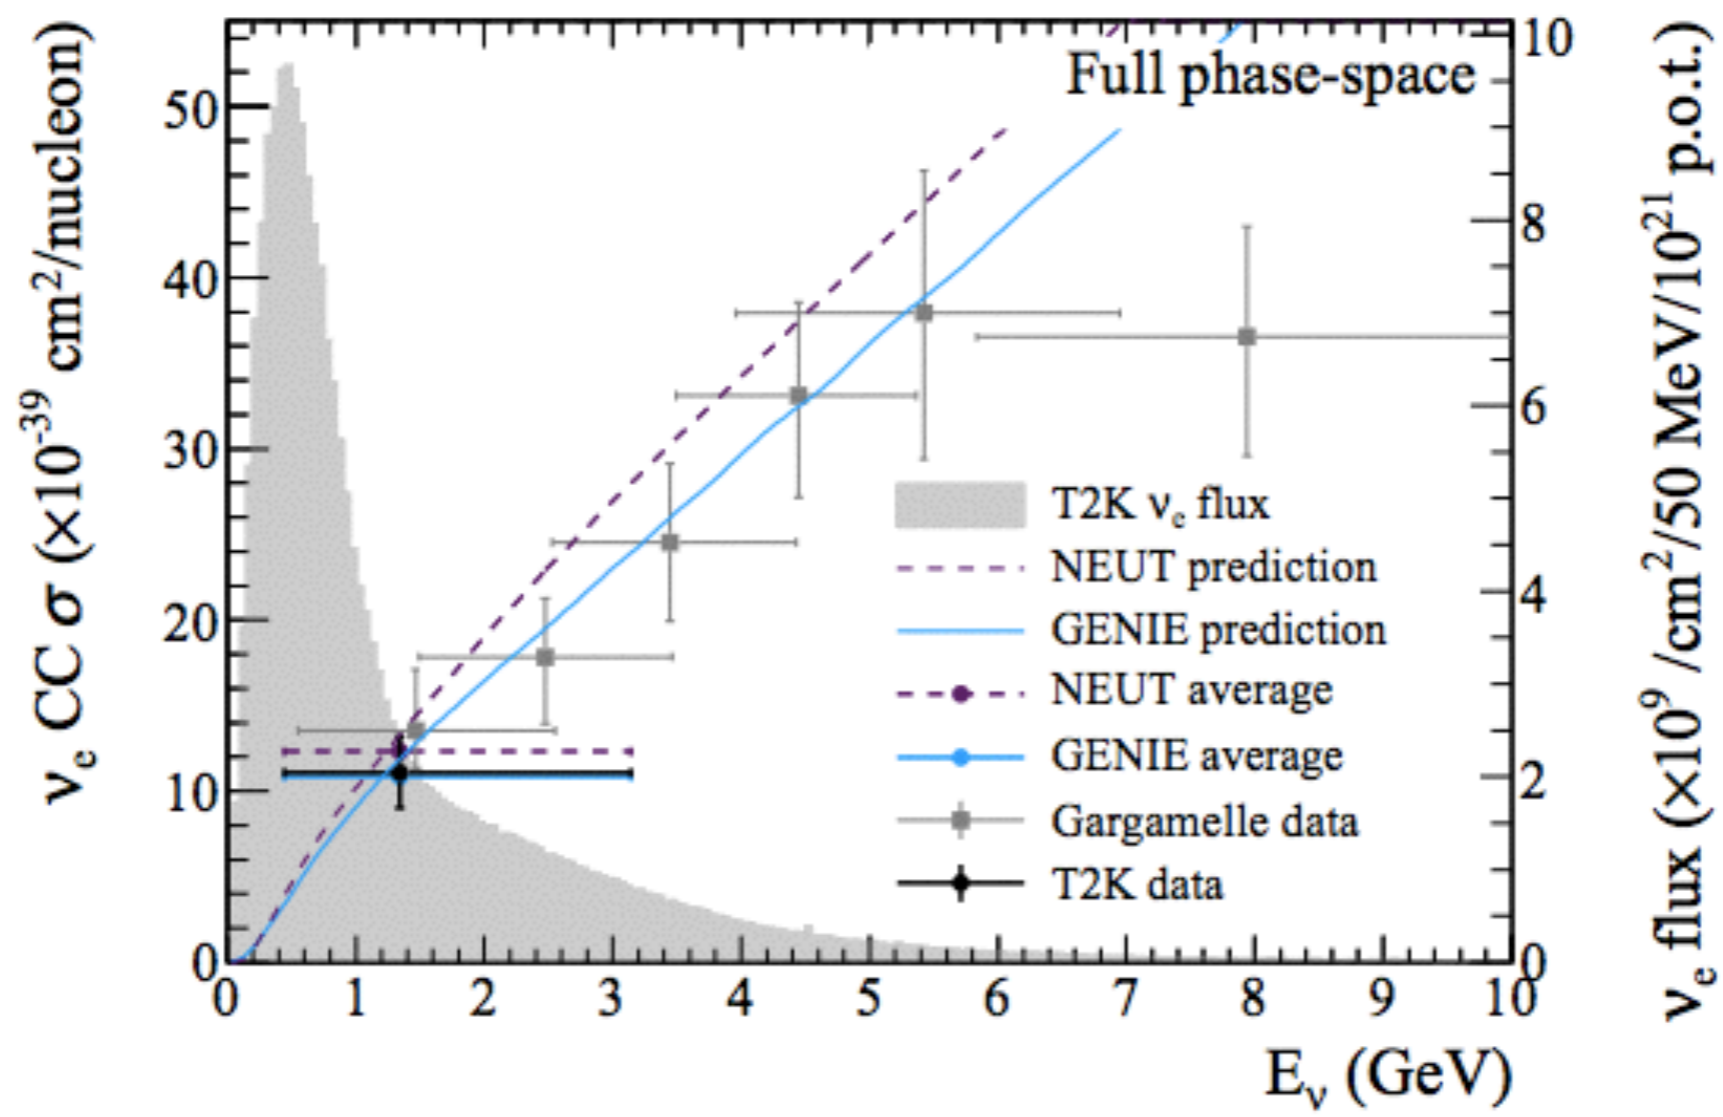 Full phase-space
νe CC σ (×10-39 cm2/nucleon)
50
40
30
20
10
0
10
8
6
4
2
0
νe flux (×109 /cm2/50 MeV/1021 p.o.t.)
T2K νe flux
NEUT prediction
GENIE prediction
NEUT average
GENIE average
Gargamelle data
T2K data
0 1 2 3 4 5 6 7 8 9 10
Eν (GeV)